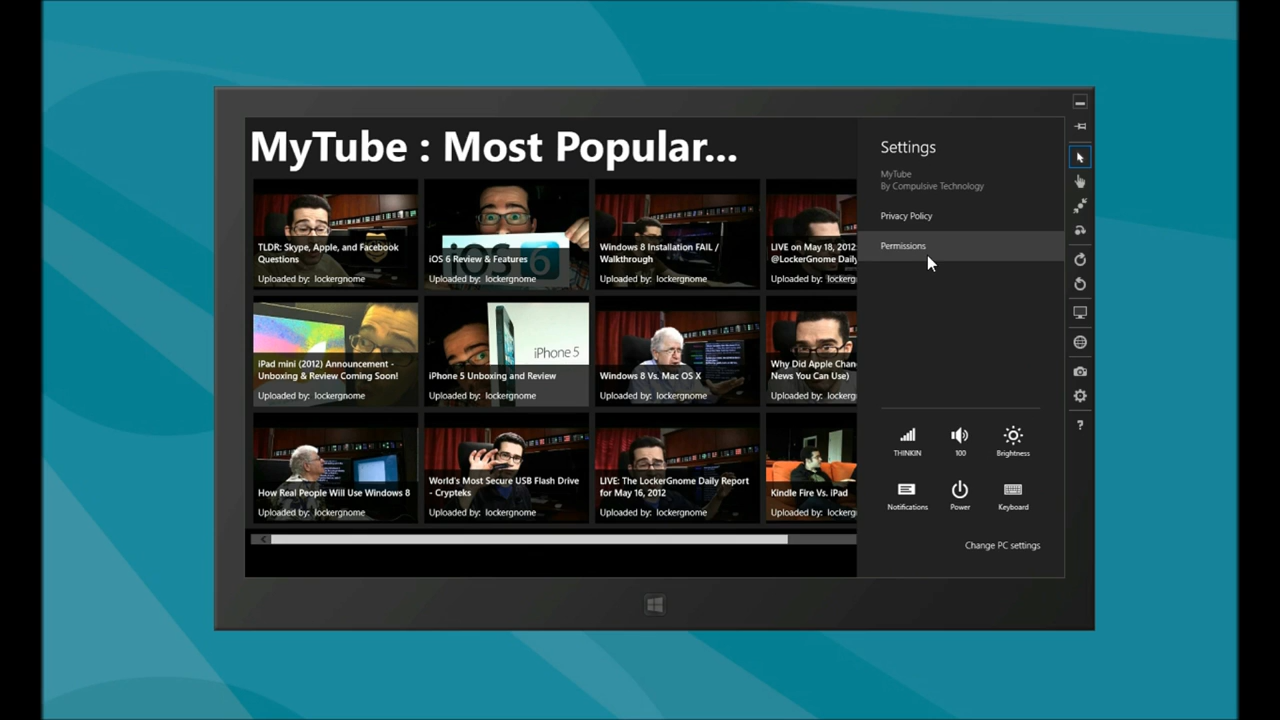 MyTube : Most Popular...
TLDR: Skype, Apple, and Facebook
Questions
Uploaded by: lockergnome
iOS 6
iOS 6 Review & Features
Uploaded by: lockergnome
Windows 8 Installation FAIL /
Walkthrough
Uploaded by: lockergnome
LIVE on May 18, 2012:
@LockerGnome Daily
Uploaded by: lockerg
iPad mini (2012) Announcement -
Unboxing & Review Coming Soon!
Uploaded by: lockergnome
iPhone 5
iPhone 5 Unboxing and Review
Uploaded by: lockergnome
Windows 8 Vs. Mac OS X
Uploaded by: lockergnome
Why Did Apple Chan
News You Can Use)
Uploaded by: lockerg
How Real People Will Use Windows 8
Uploaded by: lockergnome
World's Most Secure USB Flash Drive
- Crypteks
Uploaded by: lockergnome
LIVE: The LockerGnome Daily Report
for May 16, 2012
Uploaded by: lockergnome
Kindle Fire Vs. iPad
Uploaded by: lockerg
Settings
MyTube
By Compulsive Technology
Privacy Policy
Permissions
THINKIN
100
Brightness
Notifications
Power
Keyboard
Change PC settings
?